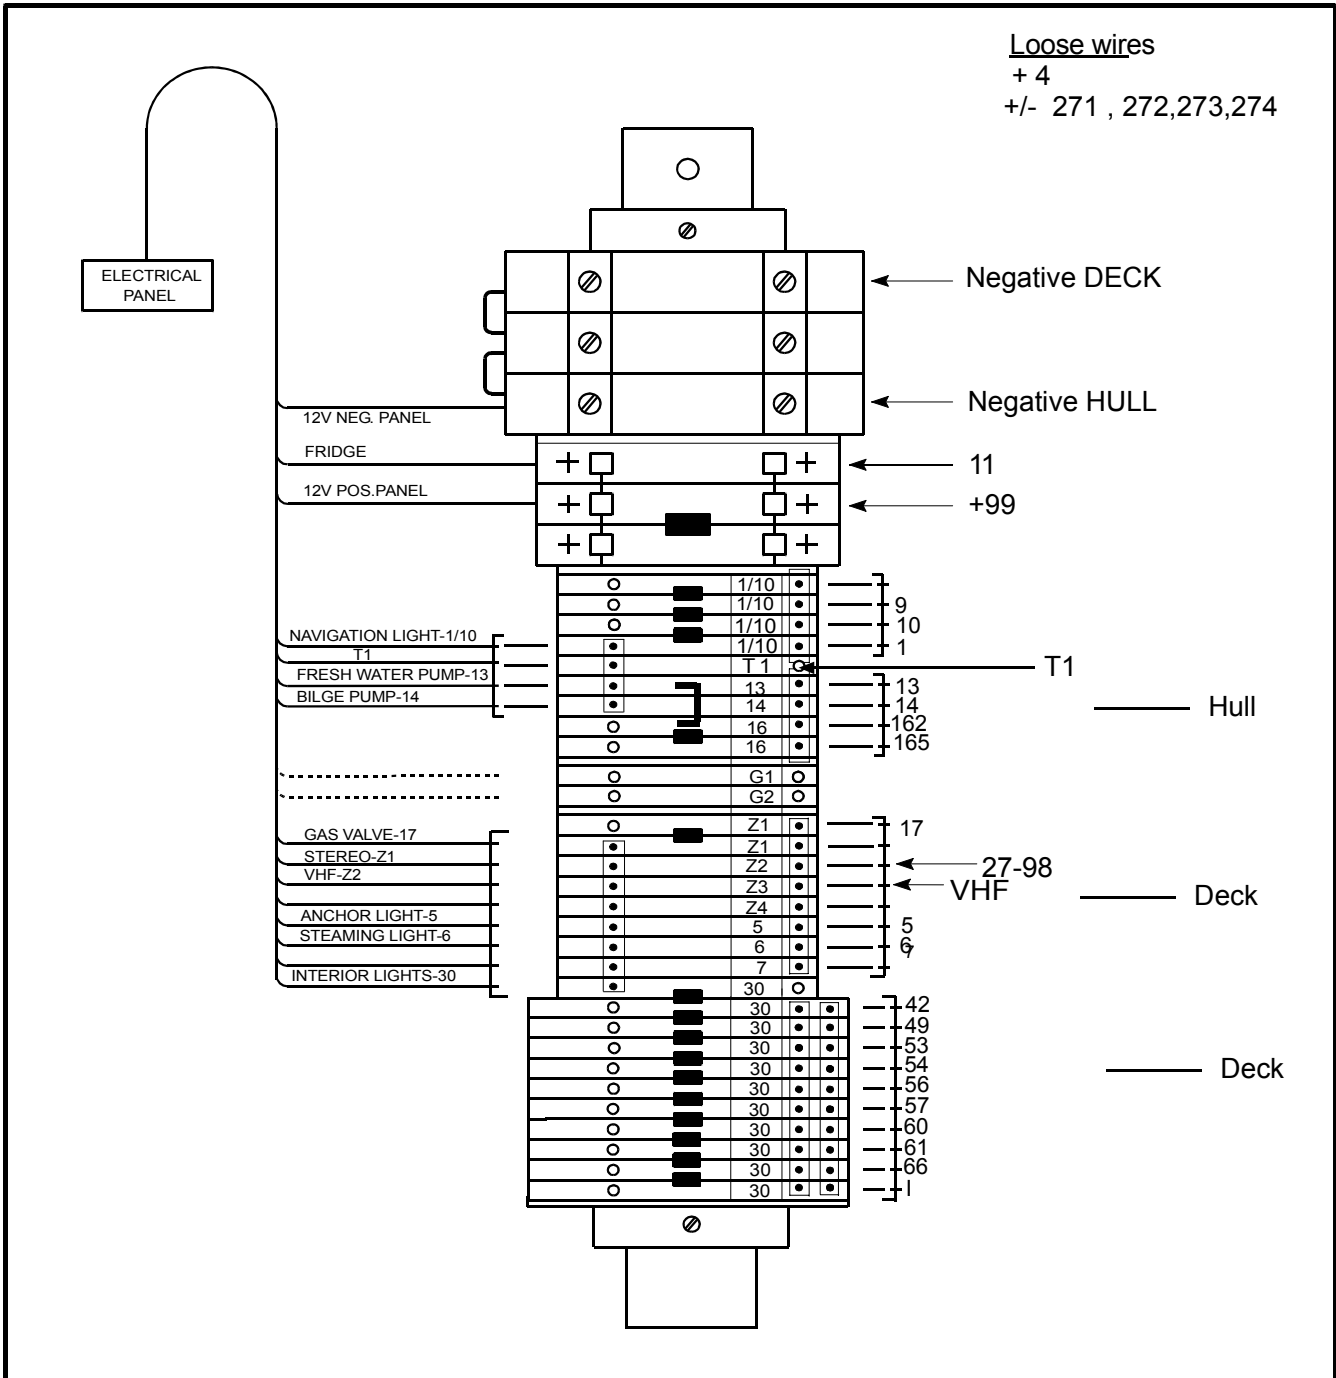 Loose wires
+ 4
+/- 271 , 272,273,274
ELECTRICAL
PANEL
Negative DECK
Negative HULL
12V NEG. PANEL
FRIDGE
11
12V POS.PANEL
+99
1/10
1/10 9
1/10 10
NAVIGATION LIGHT-1/10 1/10 1
T1 T 1 T1
FRESH WATER PUMP-13 13 13
BILGE PUMP-14 14 14
Hull
16 162
16 165
G1
G2
Z1 17
GAS VALVE-17 Z1
STEREO-Z1 Z2 27-98
VHF-Z2 Z3 VHF
Deck
Z4
ANCHOR LIGHT-5 5 5
STEAMING LIGHT-6 6 6
7 7
INTERIOR LIGHTS-30 30
30 42
30 49
30 53
30 54
Deck
30 56
30 57
30 60
30 61
30 66
30 I